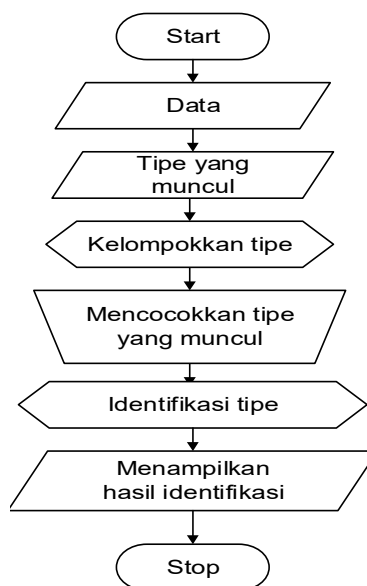 Start
Data
Tipe yang
muncul
Kelompokkan tipe
Mencocokkan tipe
yang muncul
Identifikasi tipe
Menampilkan
hasil identifikasi
Stop